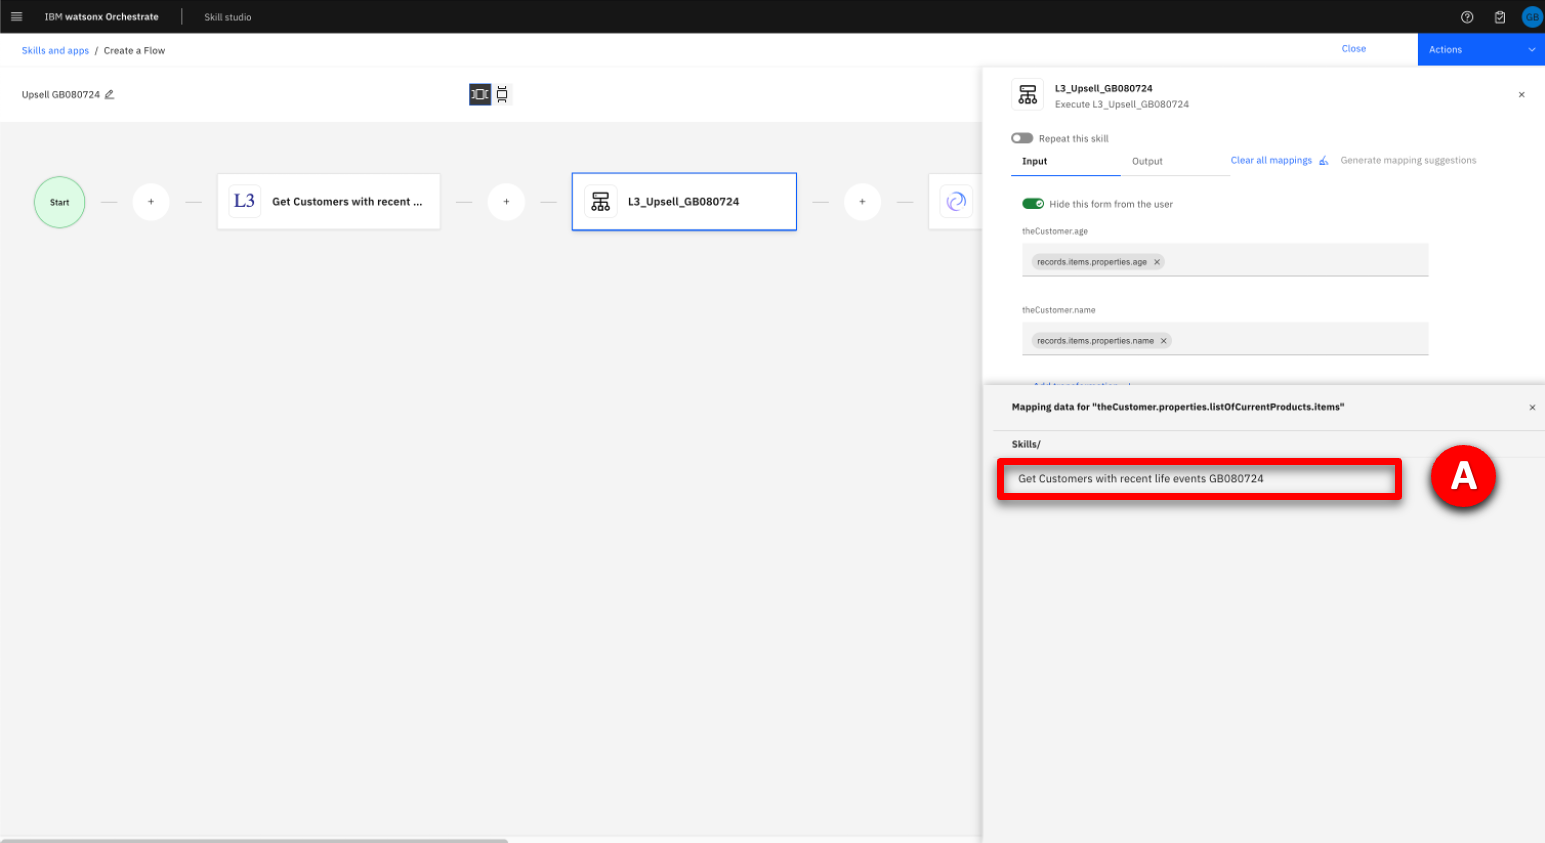 IBM watsonx Orchestrate
Skill studio
GB
Skills and apps / Create a Flow
Close
Actions
Upsell GB080724
L3_Upsell_GB080724
Execute L3_Upsell_GB080724
Repeat this skill
Input
Output
Clear all mappings
Generate mapping suggestions
Start
+
L3
Get Customers with recent ...
+
L3_Upsell_GB080724
+
Hide this form from the user
theCustomer.age
records.items.properties.age ×
theCustomer.name
records.items.properties.name ×
Add transformation +
Mapping data for "theCustomer.properties.listOfCurrentProducts.items"
Skills/
Get Customers with recent life events GB080724
A